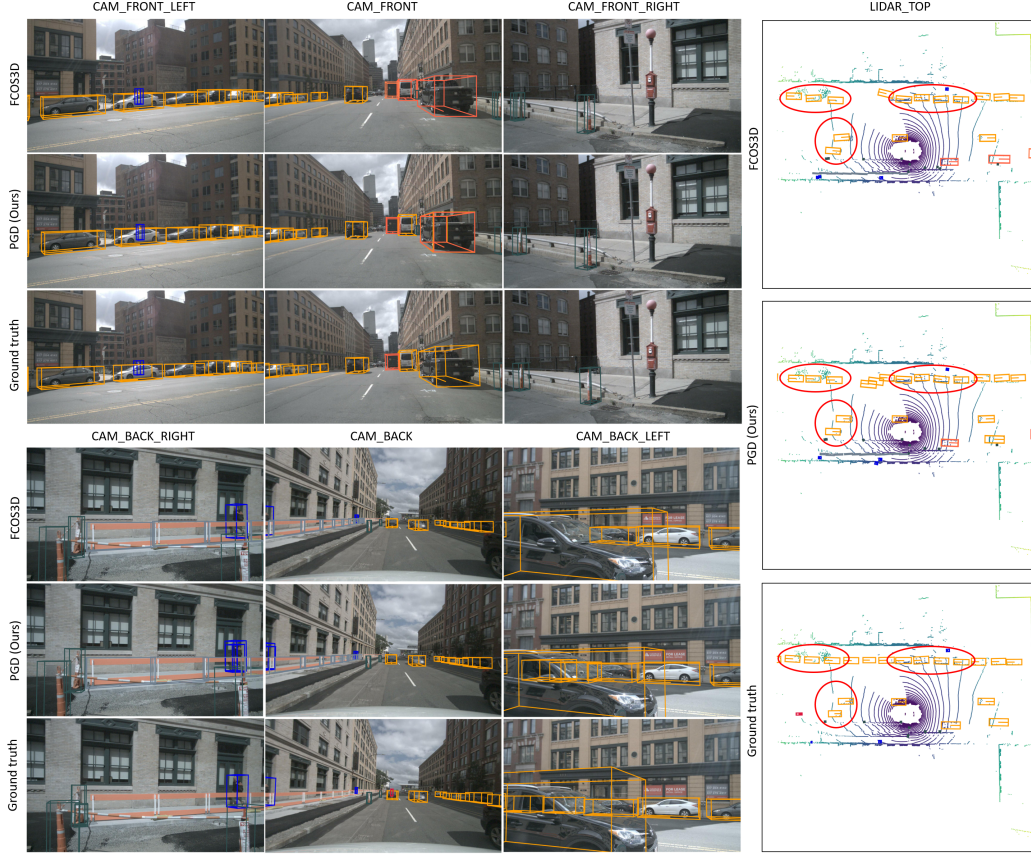 CAM_FRONT_LEFT CAM_FRONT CAM_FRONT_RIGHT LIDAR_TOP
FCOS3D
PGD (Ours)
Ground truth
CAM_BACK_RIGHT CAM_BACK CAM_BACK_LEFT
FCOS3D
PGD (Ours)
Ground truth
FCOS3D
PGD (Ours)
Ground truth